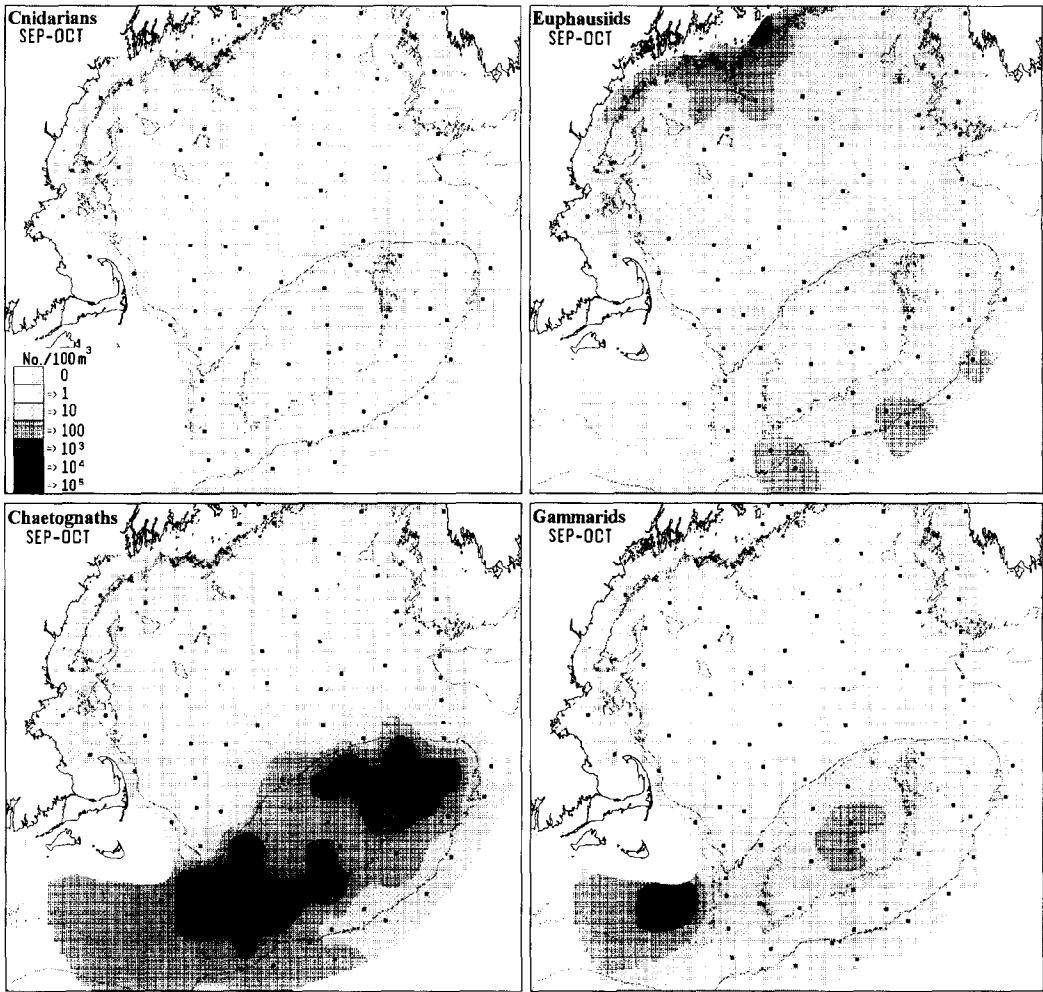 Cnidarians
SEP-OCT
No./100m³
0
=> 1
=> 10
=> 100
=> 10³
=> 10⁴
=> 10⁵
Euphausiids
SEP-OCT
Chaetognaths
SEP-OCT
Gammarids
SEP-OCT